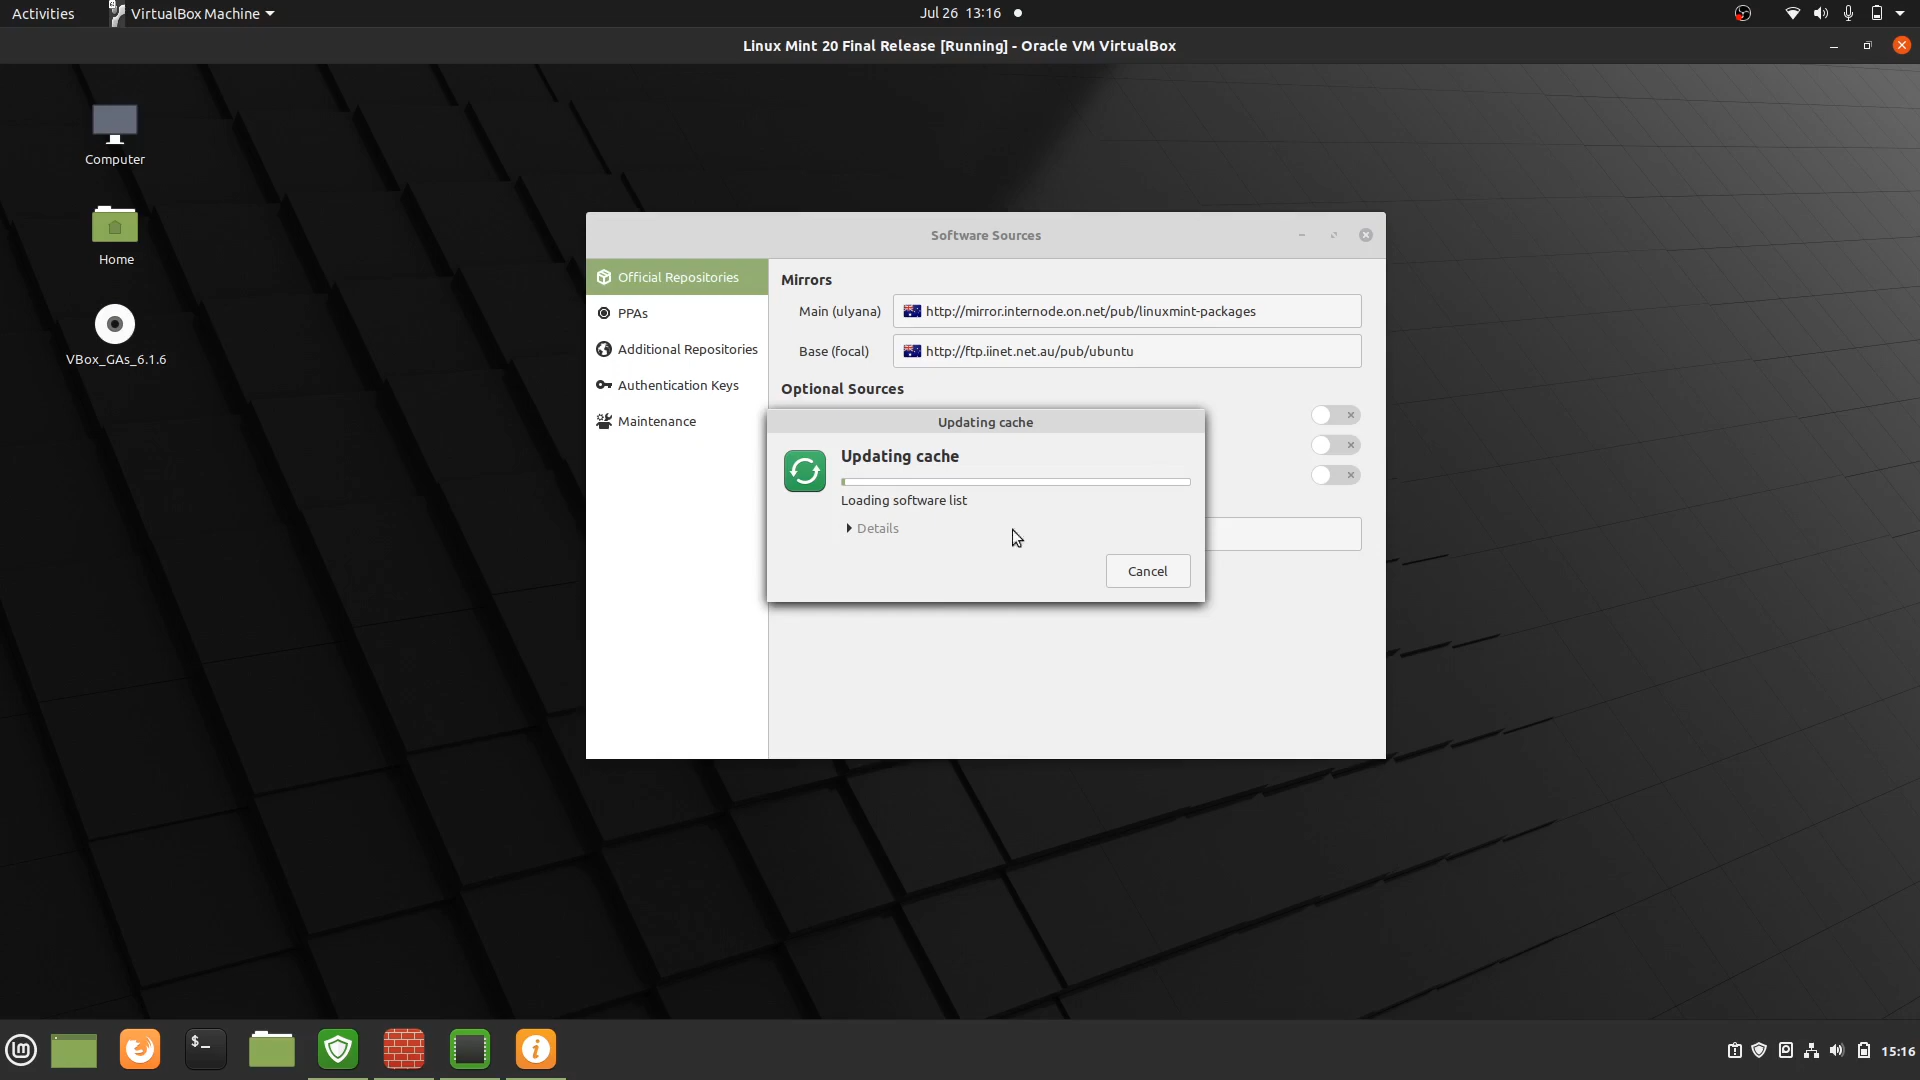 Activities
VirtualBox Machine
Jul 26 13:16
Linux Mint 20 Final Release [Running] - Oracle VM VirtualBox
Computer
Home
VBox_GAs_6.1.6
Software Sources
Official Repositories
PPAs
Additional Repositories
Authentication Keys
Maintenance
Mirrors
Main (ulyana)
http://mirror.internode.on.net/pub/linuxmint-packages
Base (focal)
http://ftp.iinet.net.au/pub/ubuntu
Optional Sources
Updating cache
Updating cache
Loading software list
Details
Cancel
$_
15:16